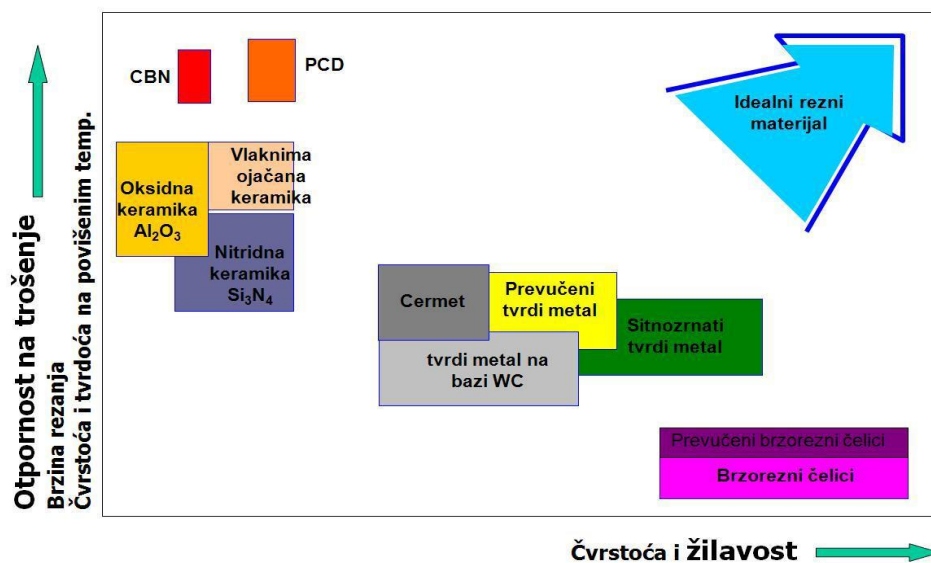 CBN
PCD
Idealni rezni
materijal
Vlaknima
ojačana
keramika
Oksidna
keramika
Al₂O₃
Nitridna
keramika
Si₃N₄
Cermet
Prevučeni
tvrdi metal
Sitnozrnati
tvrdi metal
tvrdi metal na
bazi WC
Prevučeni brzorezni čelici
Brzorezni čelici
Otpornost na trošenje
Brzina rezanja
Čvrstoća i tvrdoća na povišenim temp.
Čvrstoća i žilavost